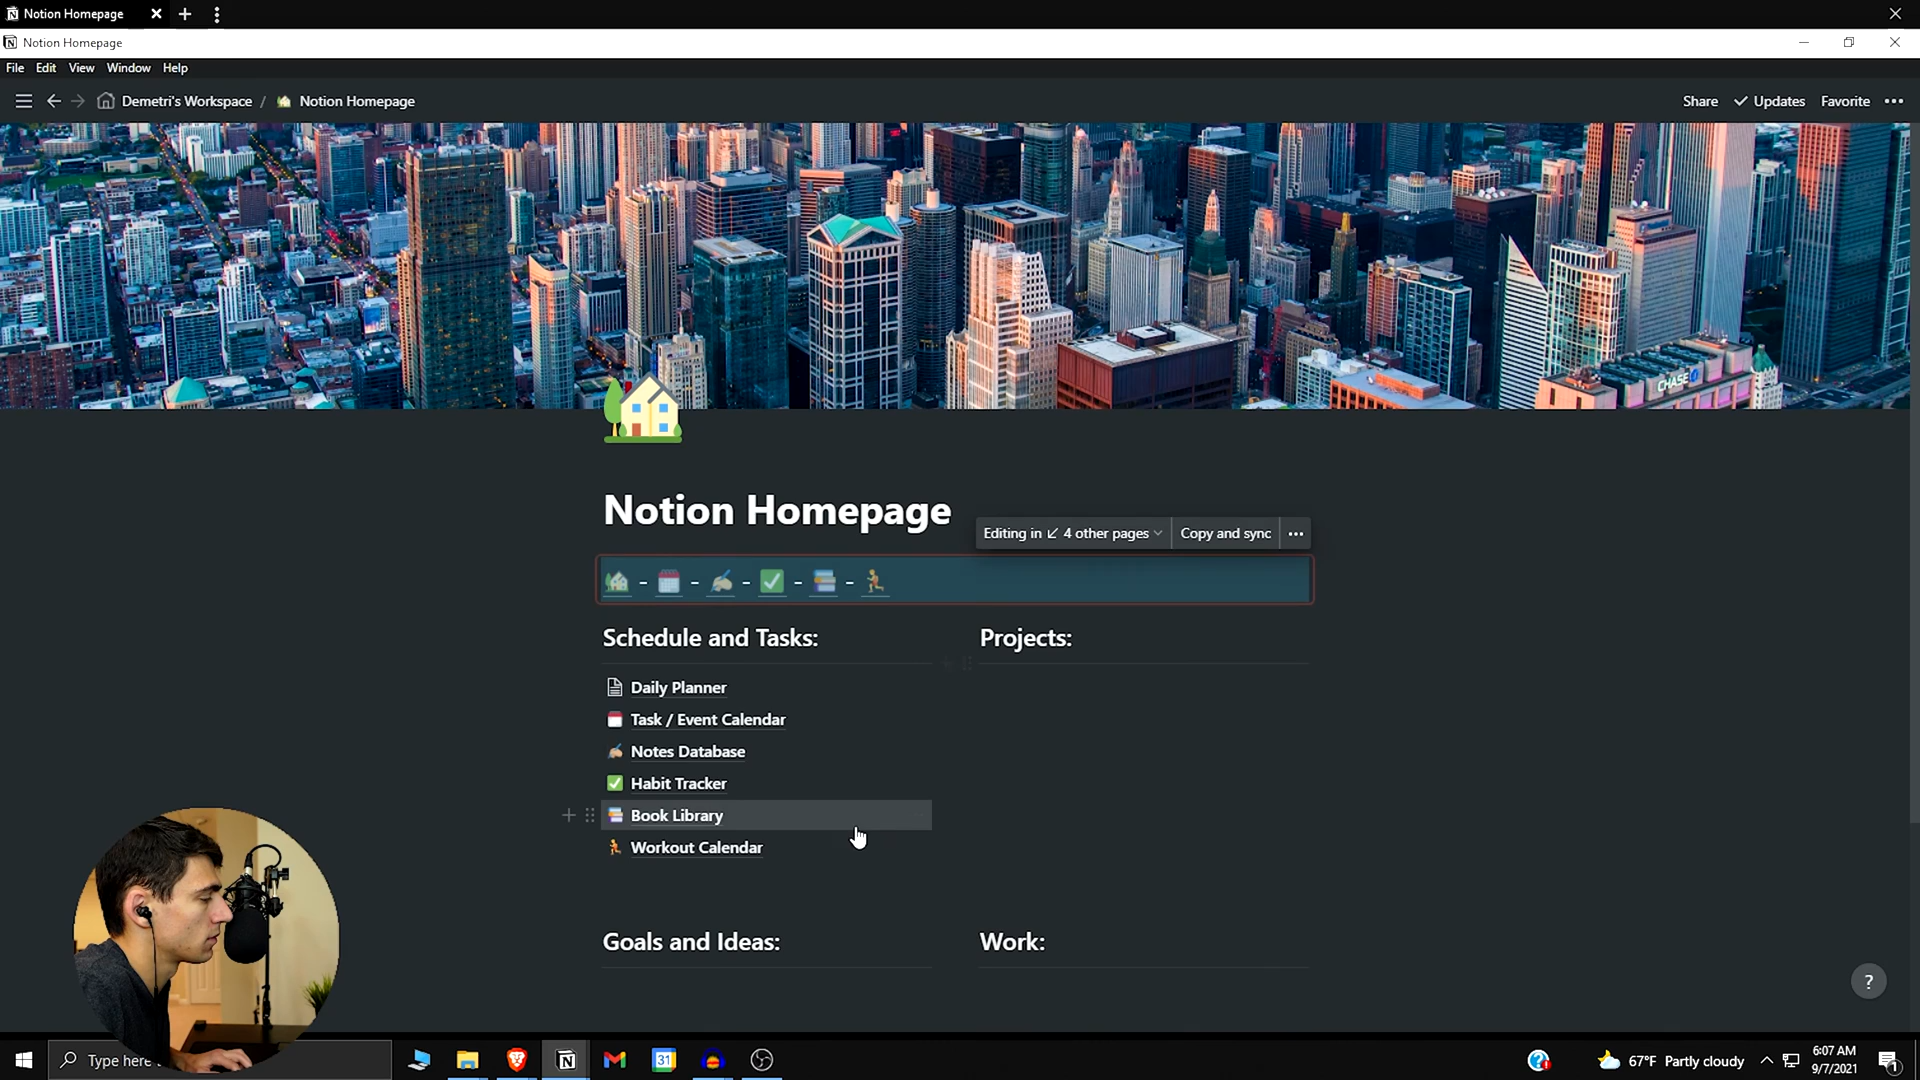 Notion Homepage
Notion Homepage
File Edit View Window Help
Demetri's Workspace / Notion Homepage
Share Updates Favorite
CHASE
Notion Homepage
Editing in 4 other pages Copy and sync
- - - - -
Schedule and Tasks:
Projects:
Daily Planner
Task / Event Calendar
Notes Database
Habit Tracker
Book Library
Workout Calendar
Goals and Ideas:
Work:
?
Type here
31
67°F Partly cloudy
6:07 AM
9/7/2021
1